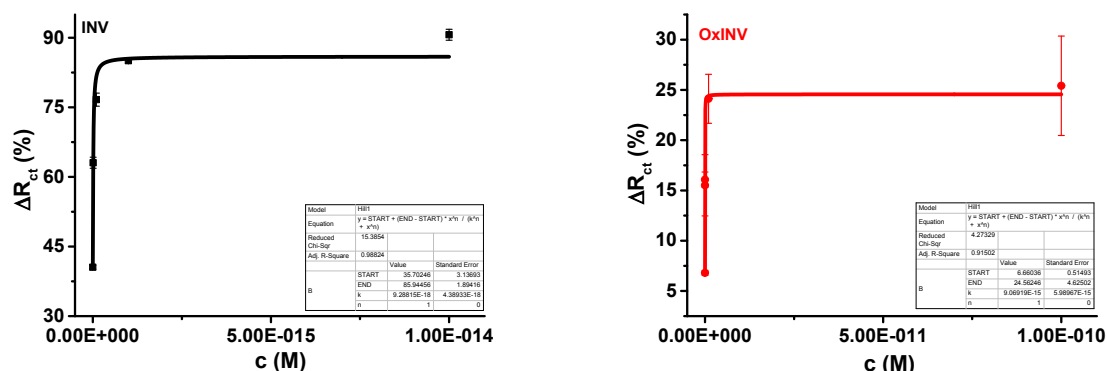 INV
90
75
60
45
30
ΔRct (%)
0.00E+000
5.00E-015
1.00E-014
c (M)
Model Hill1
Equation y = START + (END - START) * x^n / (k^n + x^n)
Reduced Chi-Sqr 15.3854
Adj. R-Square 0.98824
Value Standard Error
B START 35.70246 3.13693
END 85.94456 1.89416
k 9.28815E-18 4.38933E-18
n 1 0
OxINV
30
25
20
15
10
5
ΔRct (%)
0.00E+000
5.00E-011
1.00E-010
c (M)
Model Hill1
Equation y = START + (END - START) * x^n / (k^n + x^n)
Reduced Chi-Sqr 4.27329
Adj. R-Square 0.91502
Value Standard Error
B START 6.66036 0.51493
END 24.56246 4.62502
k 9.06919E-15 5.98967E-15
n 1 0